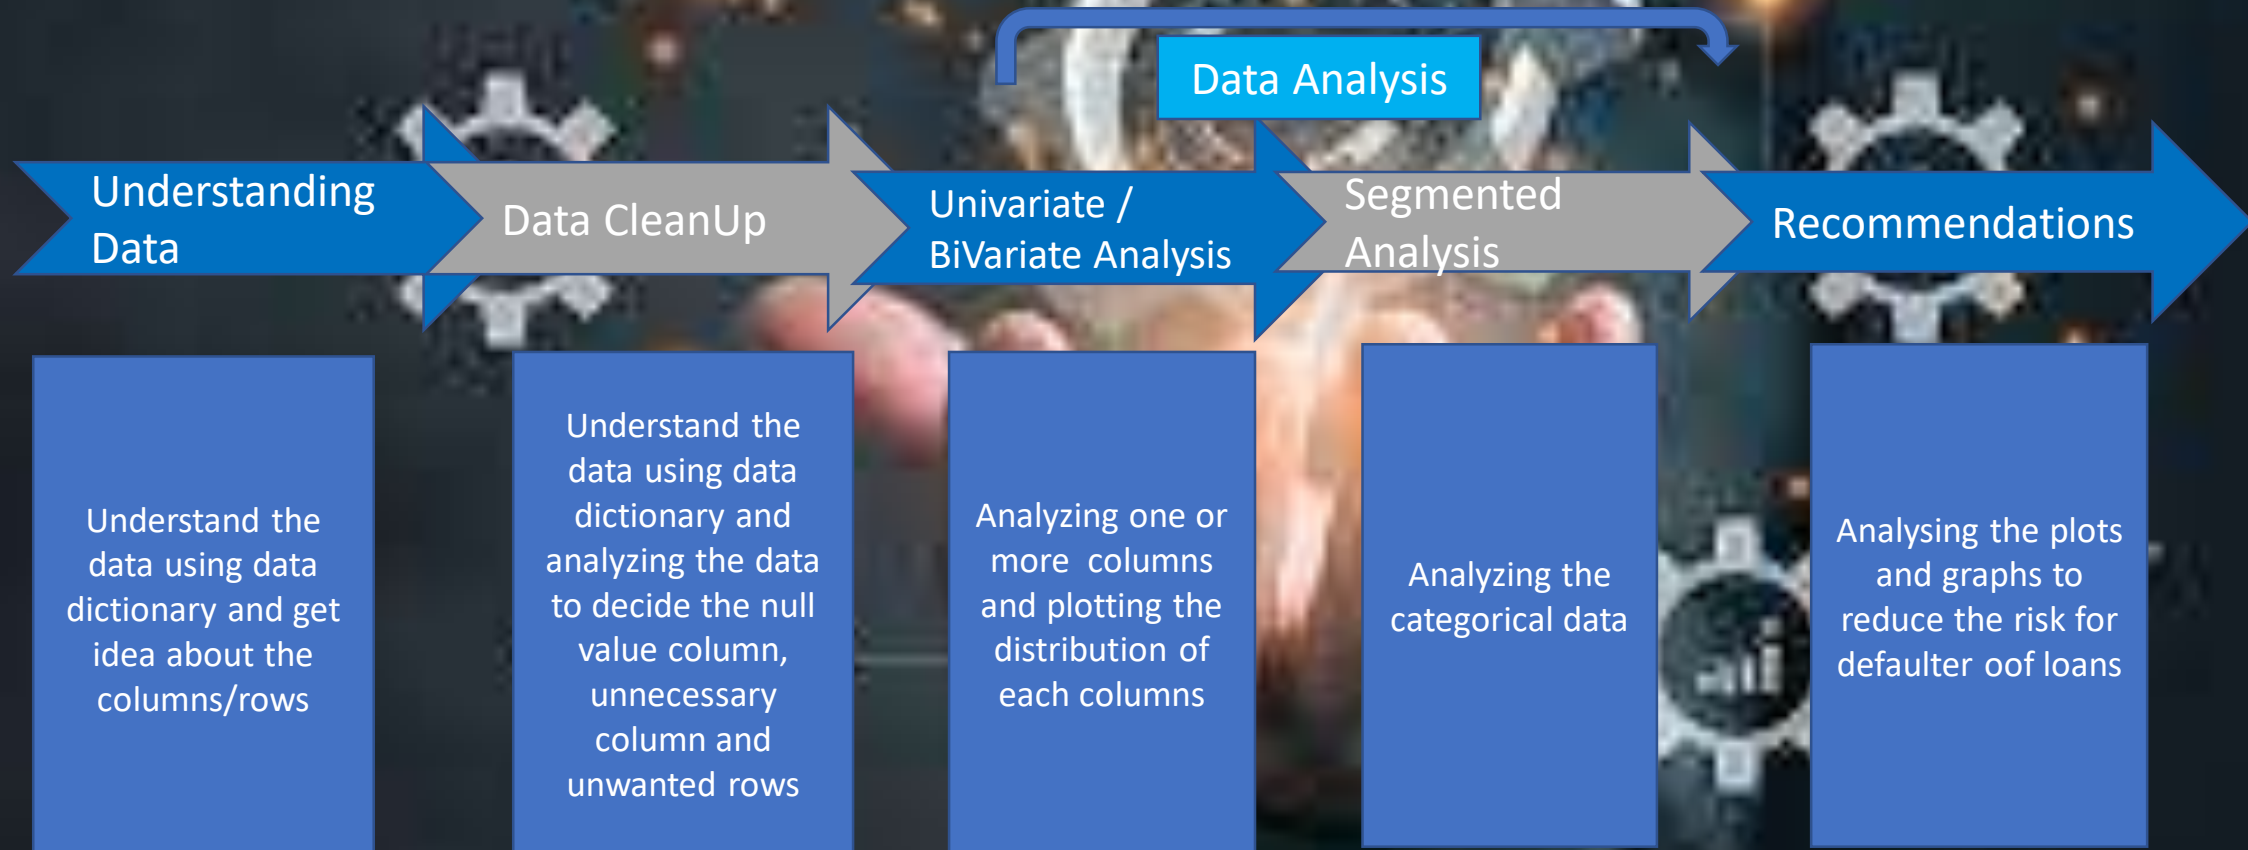 Data Analysis
Understanding
Data
Data CleanUp
Univariate /
BiVariate Analysis
Segmented
Analysis
Recommendations
Understand the
data using data
dictionary and get
idea about the
columns/rows
Understand the
data using data
dictionary and
analyzing the data
to decide the null
value column,
unnecessary
column and
unwanted rows
Analyzing one or
more columns
and plotting the
distribution of
each columns
Analyzing the
categorical data
Analysing the plots
and graphs to
reduce the risk for
defaulter oof loans